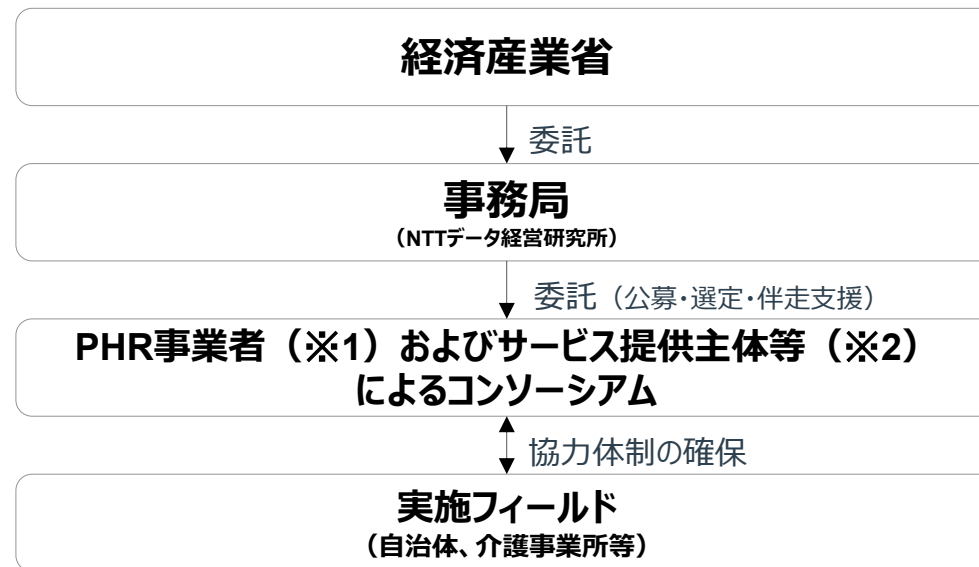 経済産業省
委託
事務局
（NTTデータ経営研究所）
委託（公募・選定・伴走支援）
PHR事業者（※1）およびサービス提供主体等（※2）
によるコンソーシアム
協力体制の確保
実施フィールド
（自治体、介護事業所等）